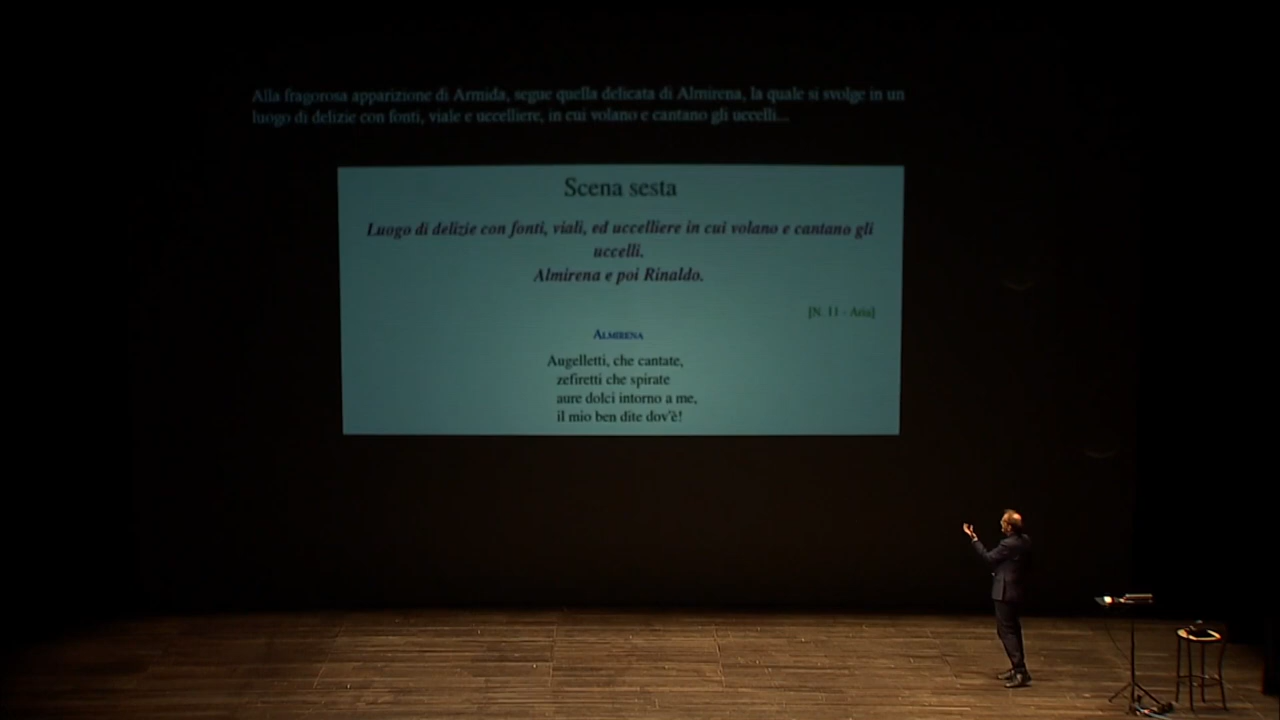 Alla fragorosa apparizione di Armida, segue quella delicata di Almirena, la quale si svolge in un
luogo di delizie con fonti, viale e uccelliere, in cui volano e cantano gli uccelli...
Scena sesta
Luogo di delizie con fonti, viali, ed uccelliere in cui volano e cantano gli
uccelli.
Almirena e poi Rinaldo.
[N. 11 - Aria]
ALMIRENA
Augelletti, che cantate,
zefiretti che spirate
aure dolci intorno a me,
il mio ben dite dov'è!